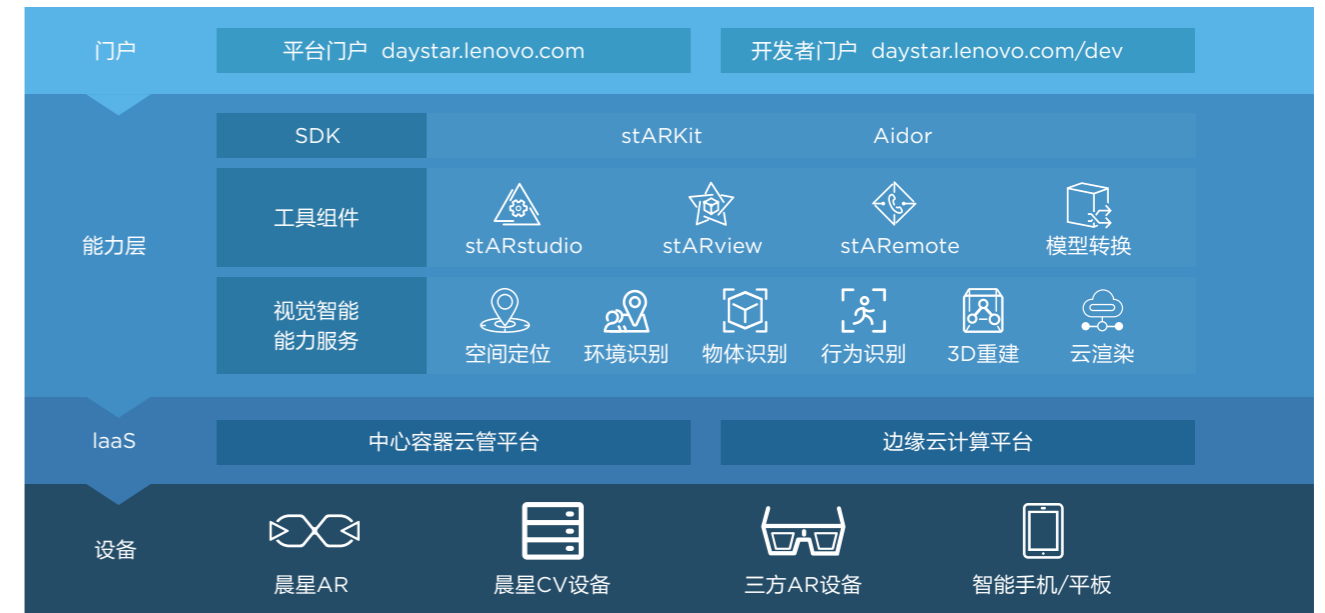 门户
平台门户 daystar.lenovo.com
开发者门户 daystar.lenovo.com/dev
能力层
SDK
stARKit
Aidor
工具组件
stARstudio
stARview
stARemote
模型转换
视觉智能
能力服务
空间定位
环境识别
物体识别
行为识别
3D重建
云渲染
IaaS
中心容器云管平台
边缘云计算平台
设备
晨星AR
晨星CV设备
三方AR设备
智能手机/平板